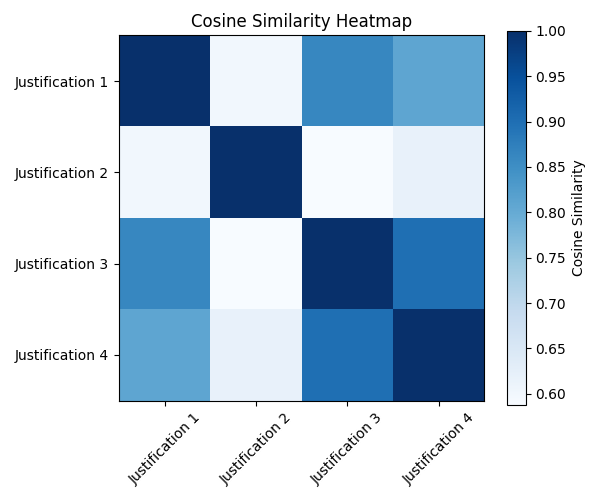 Cosine Similarity Heatmap
Justification 1
Justification 2
Justification 3
Justification 4
Justification 1
Justification 2
Justification 3
Justification 4
1.00
0.95
0.90
0.85
0.80
0.75
0.70
0.65
0.60
Cosine Similarity